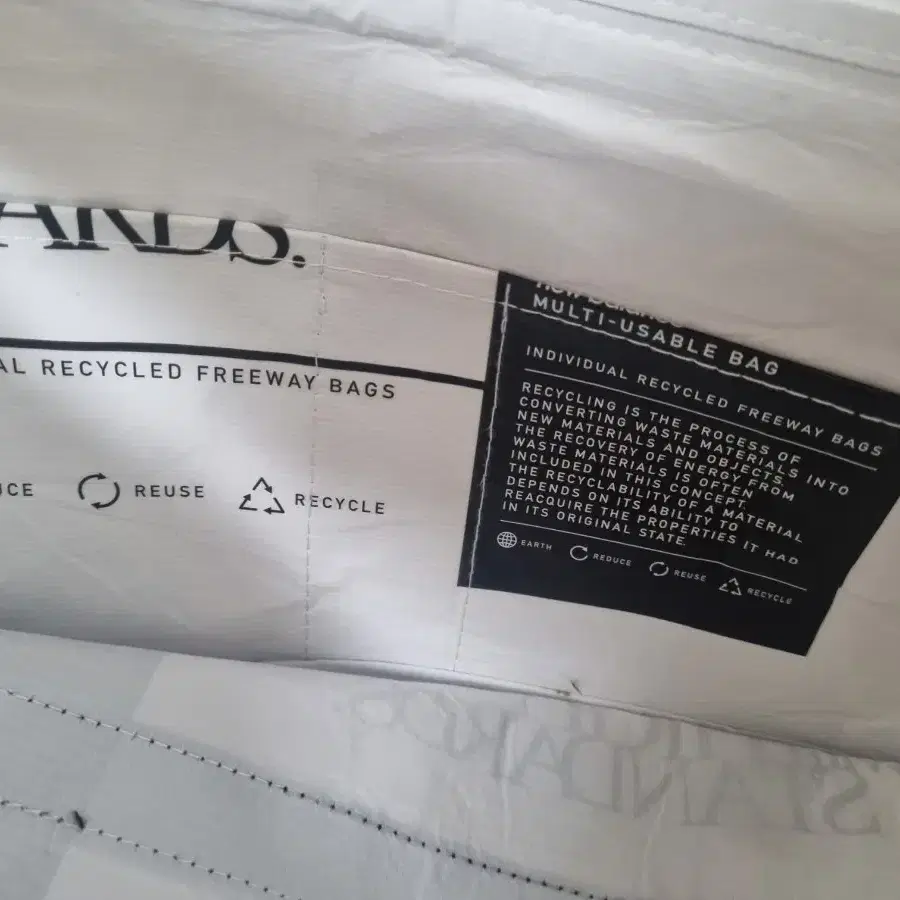 ARDS.
AL RECYCLED FREEWAY BAGS
UCE REUSE RECYCLE
new balance
MULTI-USABLE BAG
INDIVIDUAL RECYCLED FREEWAY BAGS
RECYCLING IS THE PROCESS OF
CONVERTING WASTE MATERIALS INTO
NEW MATERIALS AND OBJECTS.
THE RECOVERY OF ENERGY FROM
WASTE MATERIALS IS OFTEN
INCLUDED IN THIS CONCEPT.
THE RECYCLABILITY OF A MATERIAL
DEPENDS ON ITS ABILITY TO
REACQUIRE THE PROPERTIES IT HAD
IN ITS ORIGINAL STATE.
EARTH REDUCE REUSE RECYCLE
STANDARDS.